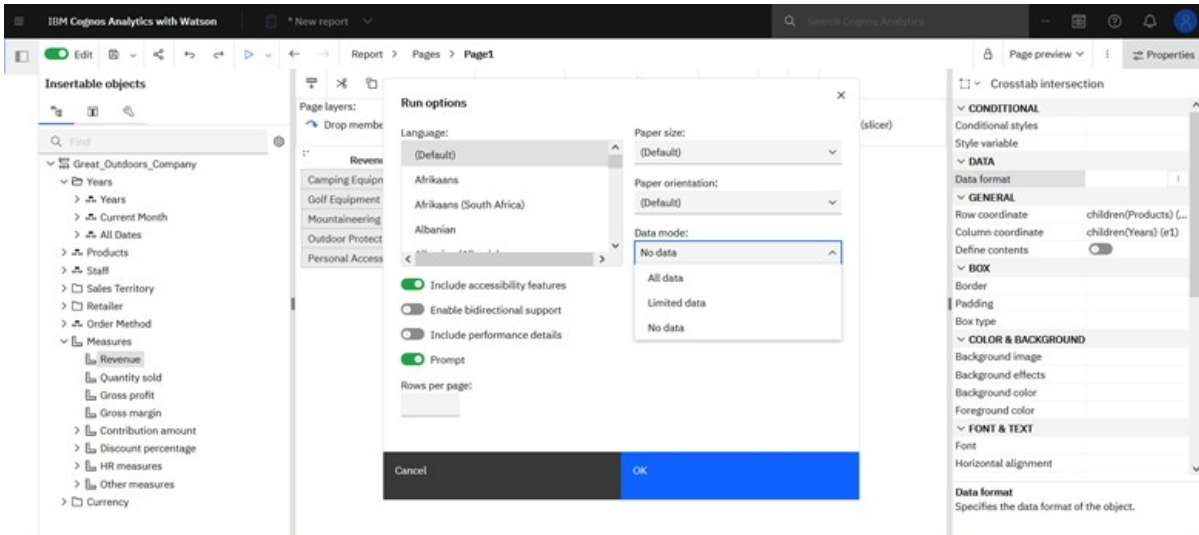 IBM Cognos Analytics with Watson
* New report
Search Cognos Analytics
Edit
Report > Pages > Page1
Page preview
Properties
Insertable objects
Find
Great_Outdoors_Company
Years
Years
Current Month
All Dates
Products
Staff
Sales Territory
Retailer
Order Method
Measures
Revenue
Quantity sold
Gross profit
Gross margin
Contribution amount
Discount percentage
HR measures
Other measures
Currency
Page layers:
Drop membe
(slicer)
Reven
Camping Equipn
Golf Equipment
Mountaineering
Outdoor Protect
Personal Access
Run options
Language:
(Default)
Afrikaans
Afrikaans (South Africa)
Albanian
Include accessibility features
Enable bidirectional support
Include performance details
Prompt
Rows per page:
Paper size:
(Default)
Paper orientation:
(Default)
Data mode:
No data
All data
Limited data
No data
Cancel
OK
Crosstab intersection
CONDITIONAL
Conditional styles
Style variable
DATA
Data format
GENERAL
Row coordinate children(Products) (...
Column coordinate children(Years) (e1)
Define contents
BOX
Border
Padding
Box type
COLOR & BACKGROUND
Background image
Background effects
Background color
Foreground color
FONT & TEXT
Font
Horizontal alignment
Data format
Specifies the data format of the object.